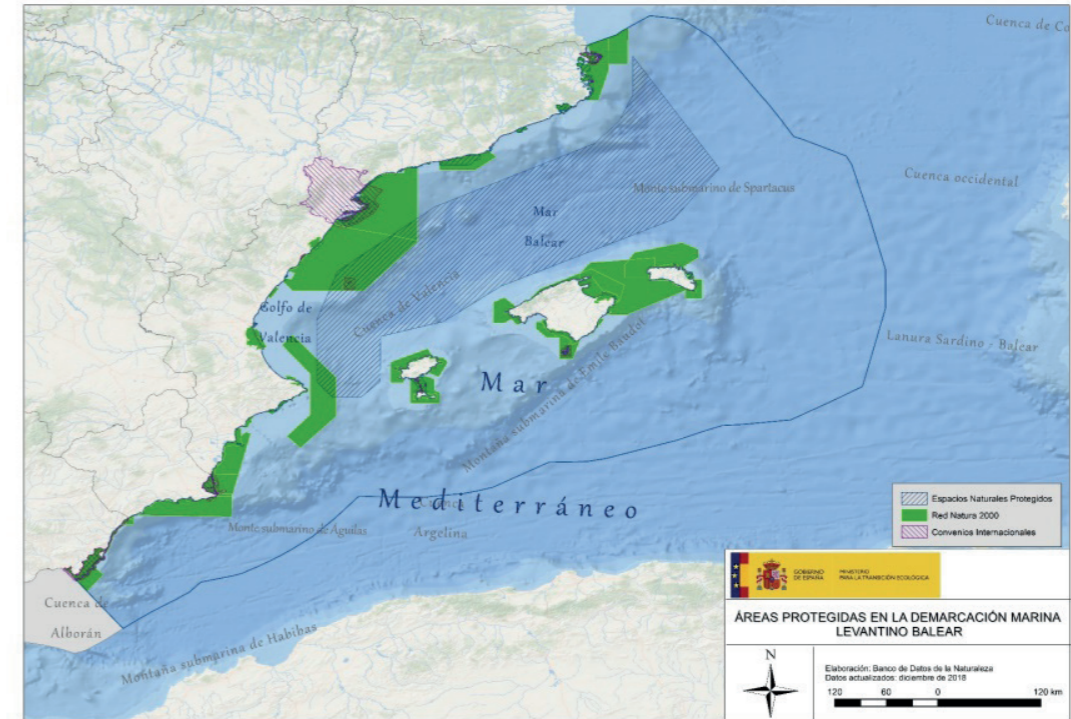 Cuenca de Co
Cuenca occidental
Monte submarino de Spartacus
Mar
Balear
Cuenca de Valencia
Golfo de
Valencia
Lanura Sardino - Balear
Mar
Montaña submarina de Emile Baudot
Mediterráneo
Cuenca
Argelina
Monte submarino de Águilas
Cuenca de
Alborán
Montaña submarina de Habibas
Espacios Naturales Protegidos
Red Natura 2000
Convenios Internacionales
GOBIERNO
DE ESPAÑA
MINISTERIO
PARA LA TRANSICIÓN ECOLÓGICA
ÁREAS PROTEGIDAS EN LA DEMARCACIÓN MARINA
LEVANTINO BALEAR
N
Elaboración: Banco de Datos de la Naturaleza
Datos actualizados: diciembre de 2018
120 60 0 120 km